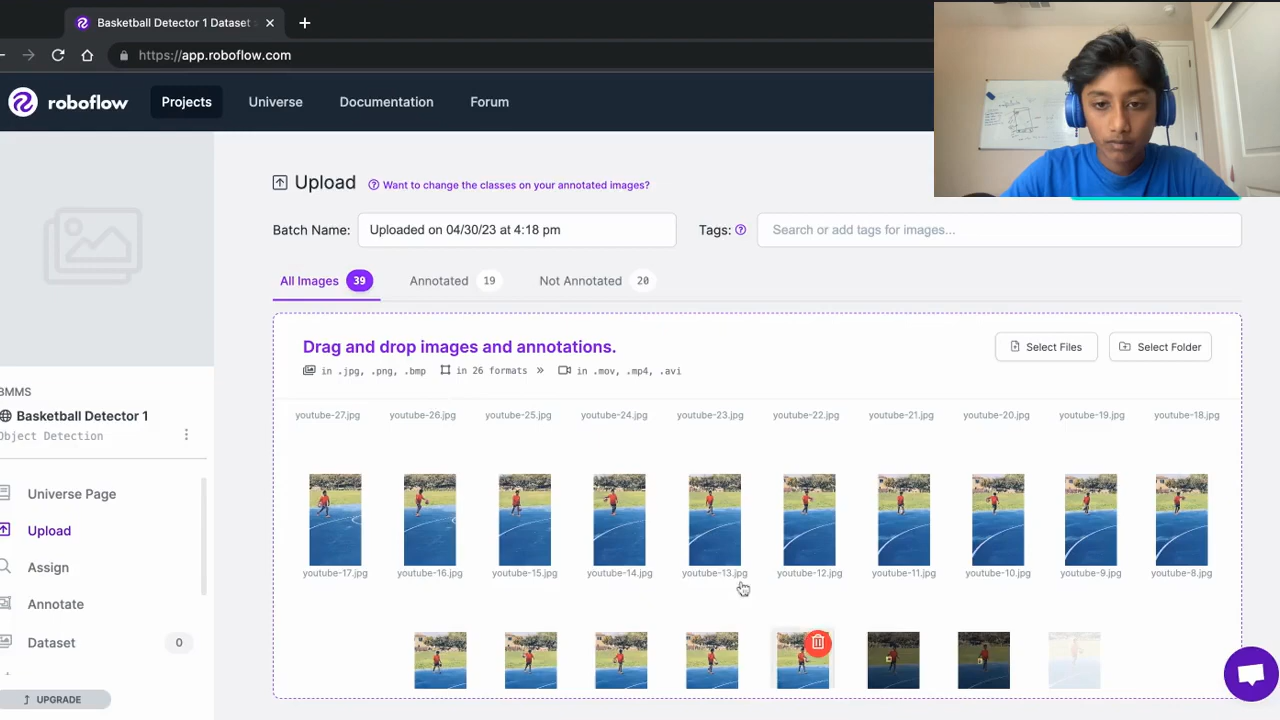 Basketball Detector 1 Dataset
https://app.roboflow.com
roboflow
Projects
Universe
Documentation
Forum
Upload
Want to change the classes on your annotated images?
Batch Name:
Uploaded on 04/30/23 at 4:18 pm
Tags:
Search or add tags for images...
All Images 39
Annotated 19
Not Annotated 20
Drag and drop images and annotations.
in .jpg, .png, .bmp
in 26 formats »
in .mov, .mp4, .avi
Select Files
Select Folder
BMMS
Basketball Detector 1
Object Detection
Universe Page
Upload
Assign
Annotate
Dataset 0
UPGRADE
youtube-27.jpg youtube-26.jpg youtube-25.jpg youtube-24.jpg youtube-23.jpg youtube-22.jpg youtube-21.jpg youtube-20.jpg youtube-19.jpg youtube-18.jpg
youtube-17.jpg youtube-16.jpg youtube-15.jpg youtube-14.jpg youtube-13.jpg youtube-12.jpg youtube-11.jpg youtube-10.jpg youtube-9.jpg youtube-8.jpg